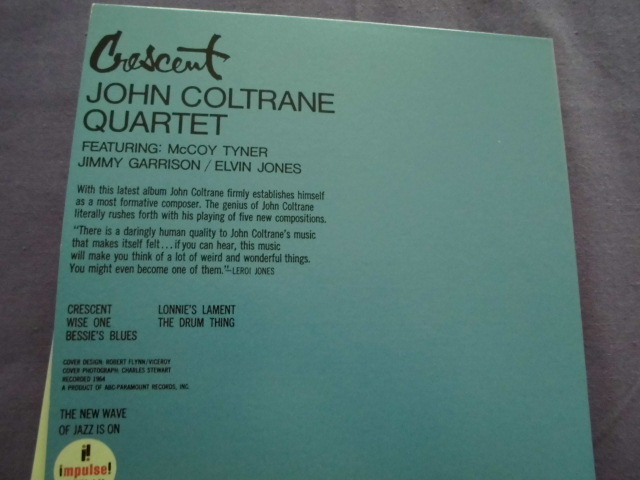 Crescent
JOHN COLTRANE
QUARTET
FEATURING: McCOY TYNER
JIMMY GARRISON / ELVIN JONES
With this latest album John Coltrane firmly establishes himself
as a most formative composer. The genius of John Coltrane
literally rushes forth with his playing of five new compositions.
"There is a daringly human quality to John Coltrane's music
that makes itself felt...if you can hear, this music
will make you think of a lot of weird and wonderful things.
You might even become one of them."—LEROI JONES
CRESCENT
WISE ONE
BESSIE'S BLUES
LONNIE'S LAMENT
THE DRUM THING
COVER DESIGN: ROBERT FLYNN/VICEROY
COVER PHOTOGRAPH: CHARLES STEWART
RECORDED 1964
A PRODUCT OF ABC-PARAMOUNT RECORDS, INC.
THE NEW WAVE
OF JAZZ IS ON
impulse!